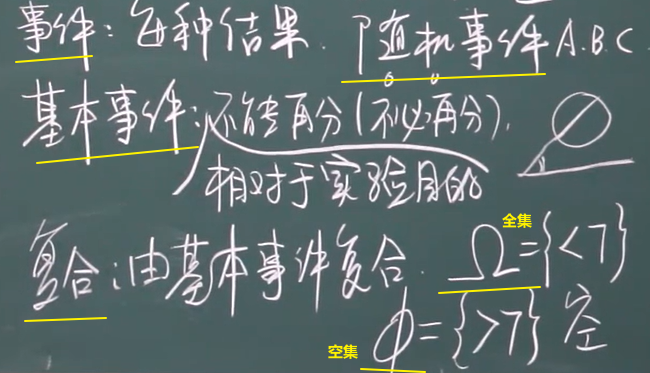 事件：每种结果. 随机事件 A.B.C
基本事件：不能再分(不必再分).
相对于实验目的
全集
复合：由基本事件复合. Ω={<7}
空集 φ={>7} 空